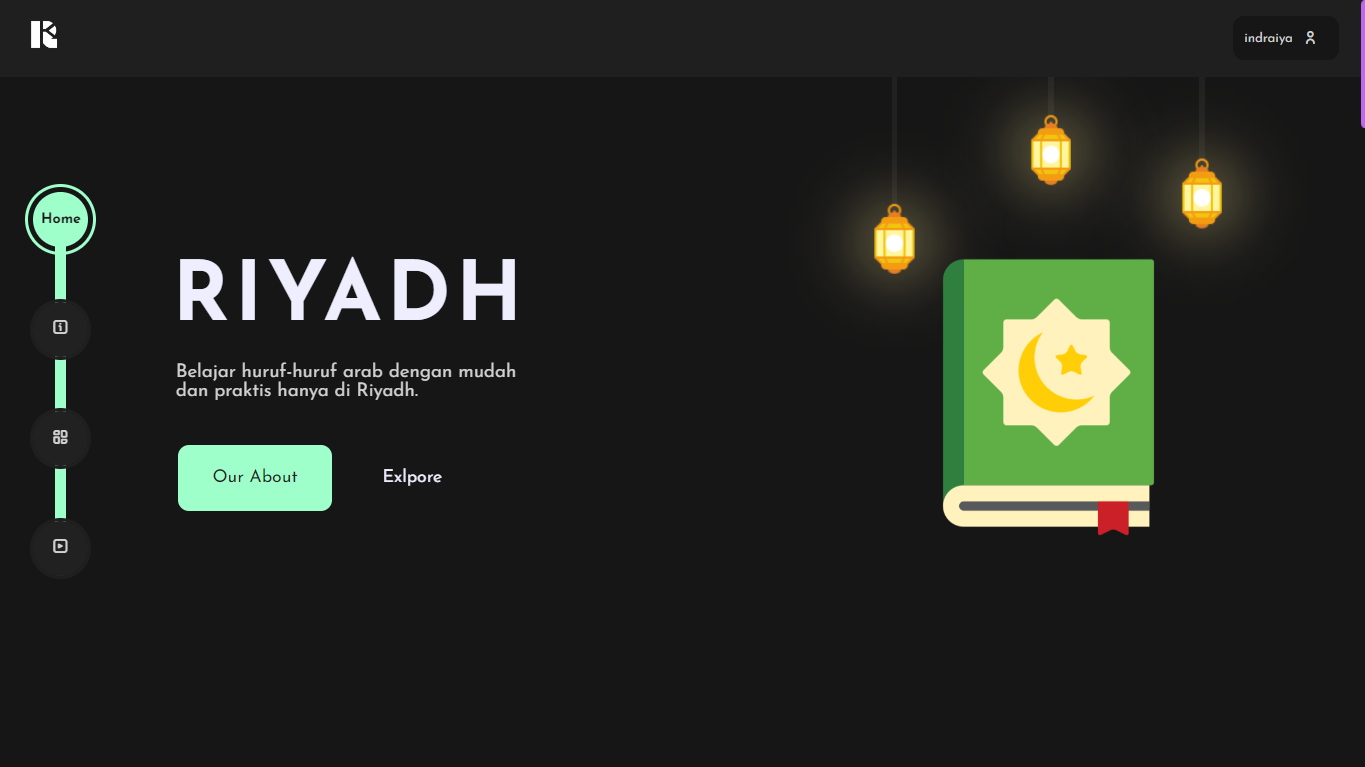 indraiya
Home
RIYADH
Belajar huruf-huruf arab dengan mudah
dan praktis hanya di Riyadh.
Our About
Exlpore